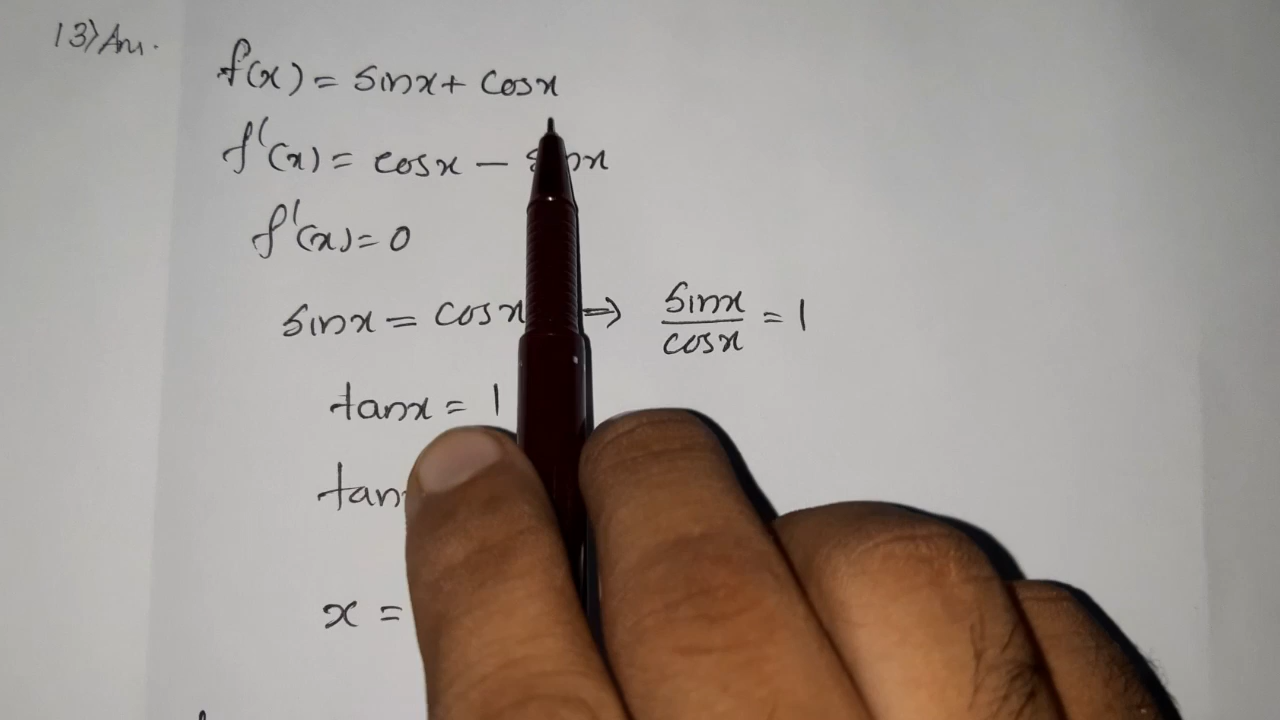 13) Ans.
f(x) = sinx + cosx
f'(x) = cosx − sinx
f'(x) = 0
sinx = cosx ⇒ sinx/cosx = 1
tanx = 1
tan
x =